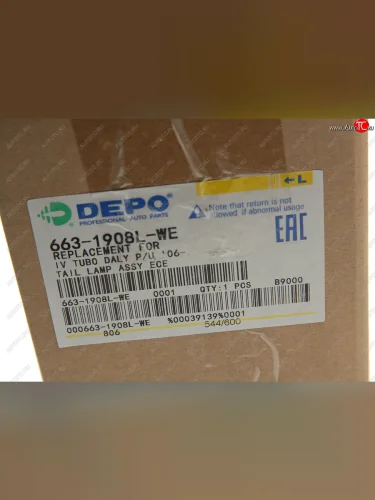 ←L
DEPO®
PROFESSIONAL AUTO PARTS
Note that return is not
allowed if abnormal usage
663-1908L-WE
REPLACEMENT FOR
IV TUBO DALY P/U '06-
TAIL LAMP ASSY ECE
EAC
663-1908L-WE 0001 QTY:1 PCS B9000
000663-1908L-WE %00039139%0001
806 544/600